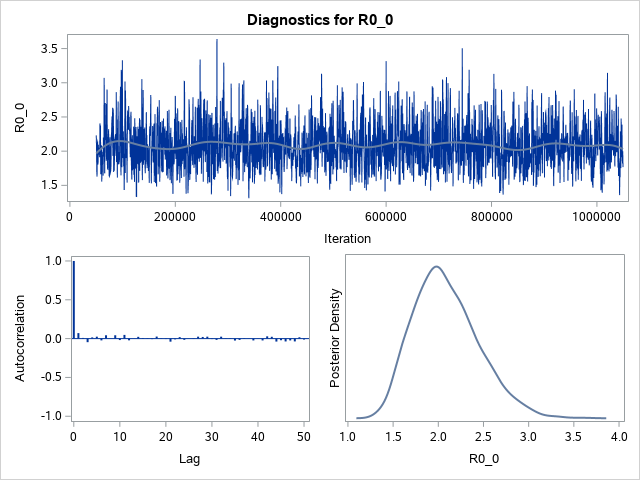 Diagnostics for R0_0
R0_0
3.5
3.0
2.5
2.0
1.5
0 200000 400000 600000 800000 1000000
Iteration
Autocorrelation
1.0
0.5
0.0
-0.5
-1.0
0 10 20 30 40 50
Lag
Posterior Density
1.0 1.5 2.0 2.5 3.0 3.5 4.0
R0_0